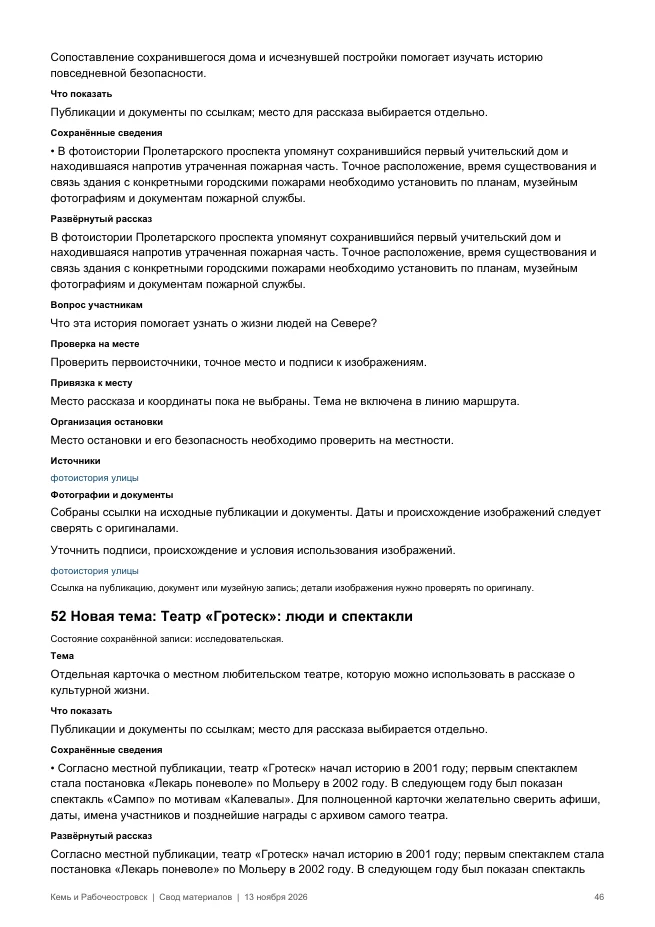 Сопоставление сохранившегося дома и исчезнувшей постройки помогает изучать историю
повседневной безопасности.
Что показать
Публикации и документы по ссылкам; место для рассказа выбирается отдельно.
Сохранённые сведения
• В фотоистории Пролетарского проспекта упомянут сохранившийся первый учительский дом и
находившаяся напротив утраченная пожарная часть. Точное расположение, время существования и
связь здания с конкретными городскими пожарами необходимо установить по планам, музейным
фотографиям и документам пожарной службы.
Развёрнутый рассказ
В фотоистории Пролетарского проспекта упомянут сохранившийся первый учительский дом и
находившаяся напротив утраченная пожарная часть. Точное расположение, время существования и
связь здания с конкретными городскими пожарами необходимо установить по планам, музейным
фотографиям и документам пожарной службы.
Вопрос участникам
Что эта история помогает узнать о жизни людей на Севере?
Проверка на месте
Проверить первоисточники, точное место и подписи к изображениям.
Привязка к месту
Место рассказа и координаты пока не выбраны. Тема не включена в линию маршрута.
Организация остановки
Место остановки и его безопасность необходимо проверить на местности.
Источники
фотоистория улицы
Фотографии и документы
Собраны ссылки на исходные публикации и документы. Даты и происхождение изображений следует
сверять с оригиналами.
Уточнить подписи, происхождение и условия использования изображений.
фотоистория улицы
Ссылка на публикацию, документ или музейную запись; детали изображения нужно проверять по оригиналу.
52 Новая тема: Театр «Гротеск»: люди и спектакли
Состояние сохранённой записи: исследовательская.
Тема
Отдельная карточка о местном любительском театре, которую можно использовать в рассказе о
культурной жизни.
Что показать
Публикации и документы по ссылкам; место для рассказа выбирается отдельно.
Сохранённые сведения
• Согласно местной публикации, театр «Гротеск» начал историю в 2001 году; первым спектаклем
стала постановка «Лекарь поневоле» по Мольеру в 2002 году. В следующем году был показан
спектакль «Сампо» по мотивам «Калевалы». Для полноценной карточки желательно сверить афиши,
даты, имена участников и позднейшие награды с архивом самого театра.
Развёрнутый рассказ
Согласно местной публикации, театр «Гротеск» начал историю в 2001 году; первым спектаклем стала
постановка «Лекарь поневоле» по Мольеру в 2002 году. В следующем году был показан спектакль
Кемь и Рабочеостровск | Свод материалов | 13 ноября 2026
46